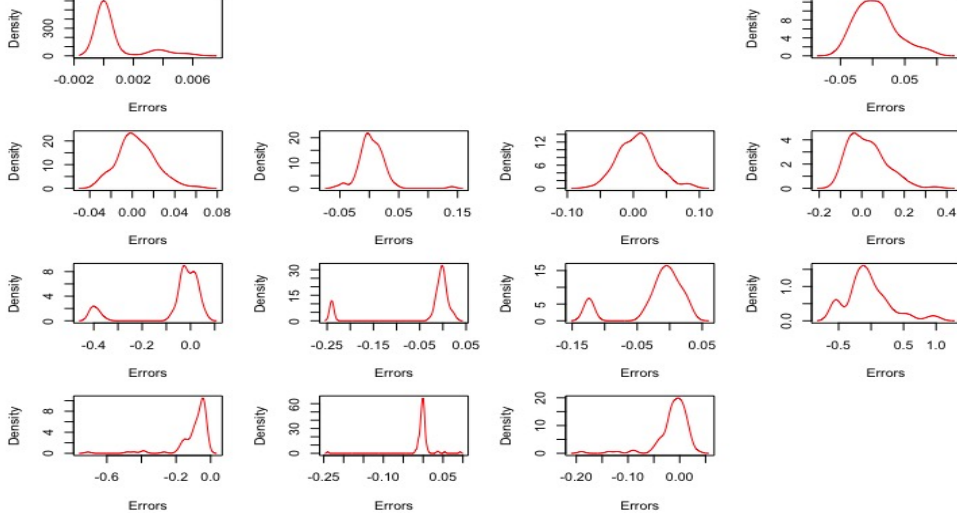 Density
300
0
-0.002 0.002 0.006
Errors
Density
8
4
0
-0.05 0.05
Errors
Density
20
10
0
-0.04 0.00 0.04 0.08
Errors
Density
20
10
0
-0.05 0.05 0.15
Errors
Density
12
6
0
-0.10 0.00 0.10
Errors
Density
4
2
0
-0.2 0.0 0.2 0.4
Errors
Density
8
4
0
-0.4 -0.2 0.0
Errors
Density
30
15
0
-0.25 -0.15 -0.05 0.05
Errors
Density
15
5
0
-0.15 -0.05 0.05
Errors
Density
1.0
0.0
-0.5 0.5 1.0
Errors
Density
8
4
0
-0.6 -0.2 0.0
Errors
Density
60
30
0
-0.25 -0.10 0.05
Errors
Density
20
10
0
-0.20 -0.10 0.00
Errors